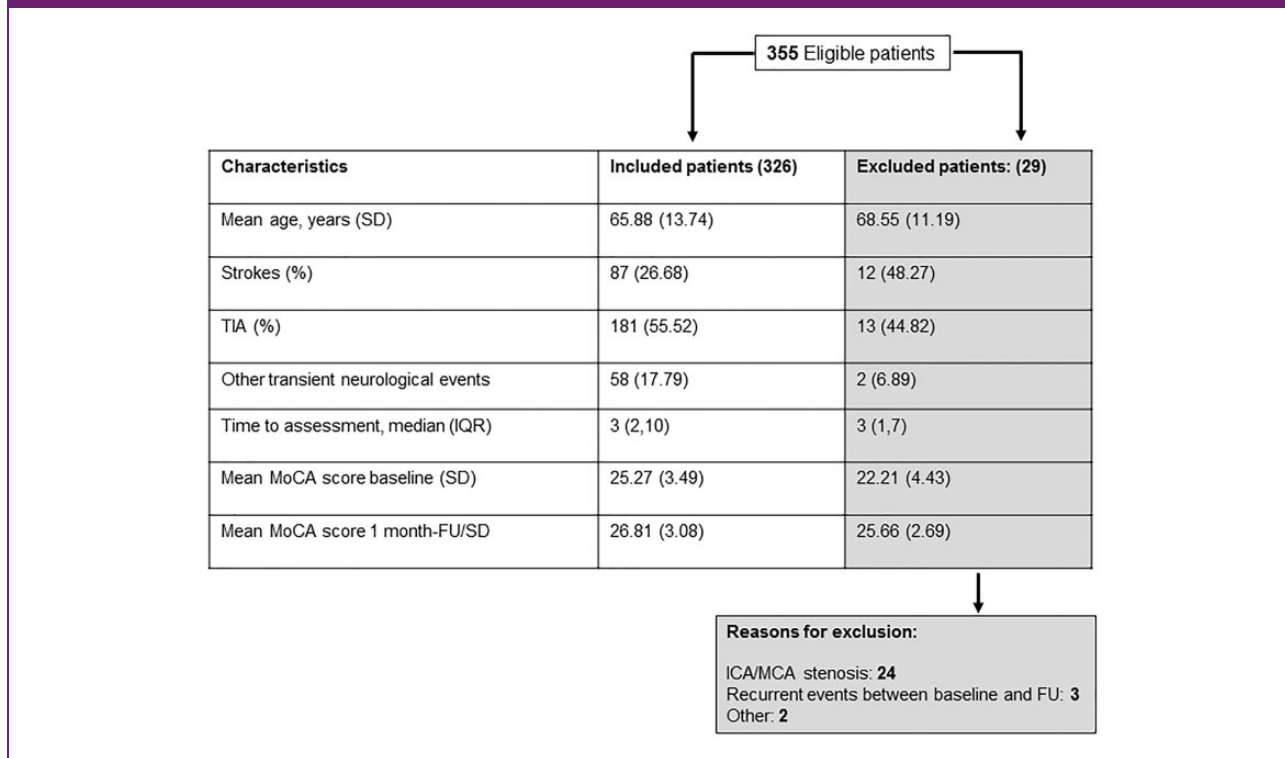 355 Eligible patients
Characteristics Included patients (326) Excluded patients: (29)
Mean age, years (SD) 65.88 (13.74) 68.55 (11.19)
Strokes (%) 87 (26.68) 12 (48.27)
TIA (%) 181 (55.52) 13 (44.82)
Other transient neurological events 58 (17.79) 2 (6.89)
Time to assessment, median (IQR) 3 (2,10) 3 (1,7)
Mean MoCA score baseline (SD) 25.27 (3.49) 22.21 (4.43)
Mean MoCA score 1 month-FU/SD 26.81 (3.08) 25.66 (2.69)
Reasons for exclusion:
ICA/MCA stenosis: 24
Recurrent events between baseline and FU: 3
Other: 2